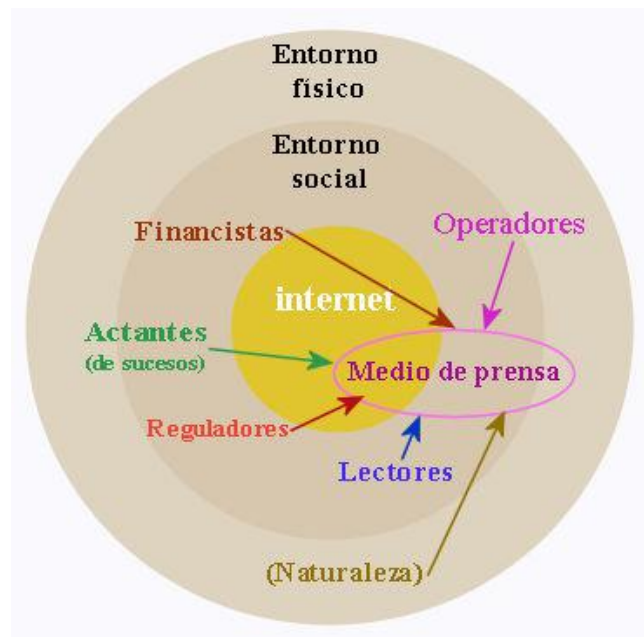 Entorno
físico
Entorno
social
Financistas
Operadores
internet
Actantes
(de sucesos)
Medio de prensa
Reguladores
Lectores
(Naturaleza)